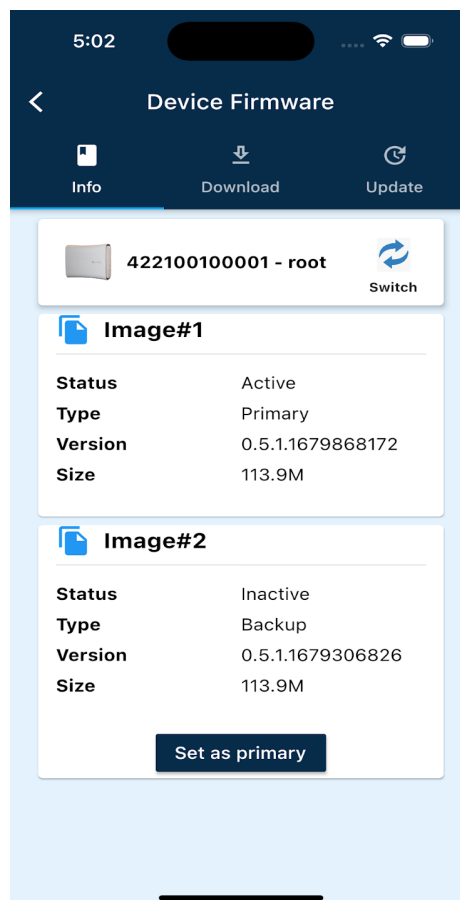 5:02
Device Firmware
Info Download Update
422100100001 - root
Switch
Image#1
Status Active
Type Primary
Version 0.5.1.1679868172
Size 113.9M
Image#2
Status Inactive
Type Backup
Version 0.5.1.1679306826
Size 113.9M
Set as primary